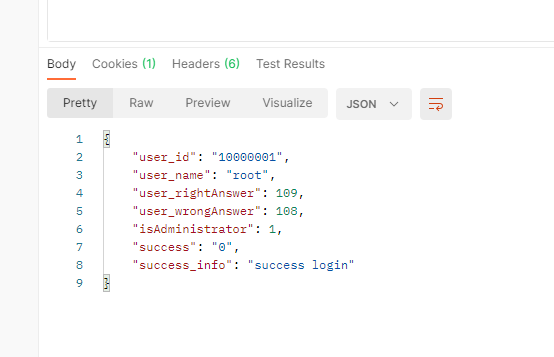 Body Cookies (1) Headers (6) Test Results
Pretty Raw Preview Visualize JSON
1 {
2 "user_id": "10000001",
3 "user_name": "root",
4 "user_rightAnswer": 109,
5 "user_wrongAnswer": 108,
6 "isAdministrator": 1,
7 "success": "0",
8 "success_info": "success login"
9 }